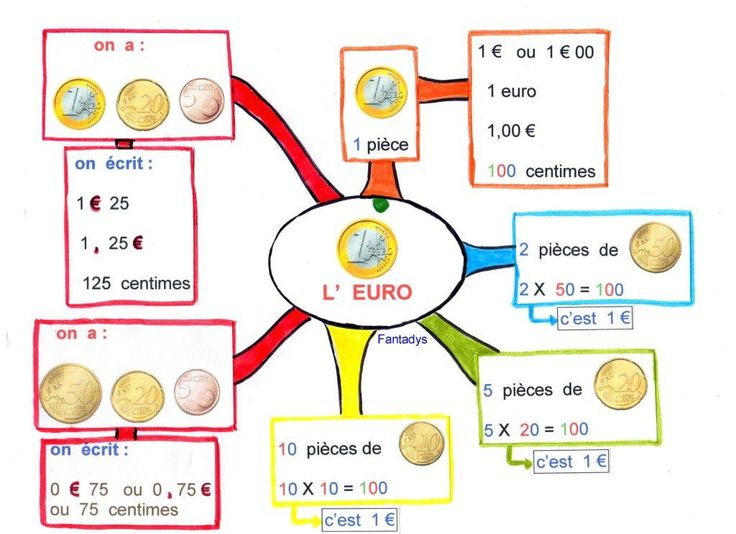 L' EURO
Fantadys
1 pièce
1 € ou 1 € 00
1 euro
1,00 €
100 centimes
2 pièces de
2 X 50 = 100
c'est 1 €
5 pièces de
5 X 20 = 100
c'est 1 €
10 pièces de
10 X 10 = 100
c'est 1 €
on a :
on écrit :
0 € 75 ou 0,75 €
ou 75 centimes
on a :
on écrit :
1 € 25
1, 25 €
125 centimes